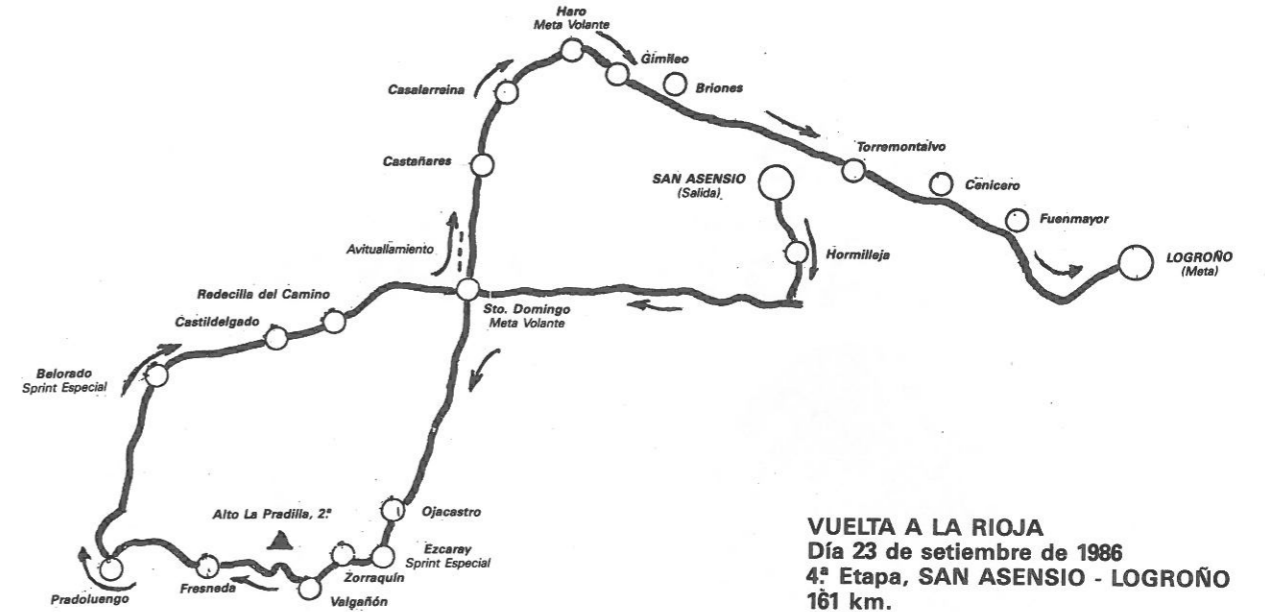 Haro
Meta Volante
Gimileo
Briones
Casalarreina
Torremontalvo
Castañares
SAN ASENSIO
(Salida)
Cenicero
Fuenmayor
Avituallamiento
Hormilleja
LOGROÑO
(Meta)
Redecilla del Camino
Sto. Domingo
Meta Volante
Castildelgado
Belorado
Sprint Especial
Alto La Pradilla, 2.ª
Ojacastro
Ezcaray
Sprint Especial
Zorraquín
Fresneda
Pradoluengo
Valgañón
VUELTA A LA RIOJA
Día 23 de setiembre de 1986
4.ª Etapa, SAN ASENSIO - LOGROÑO
161 km.